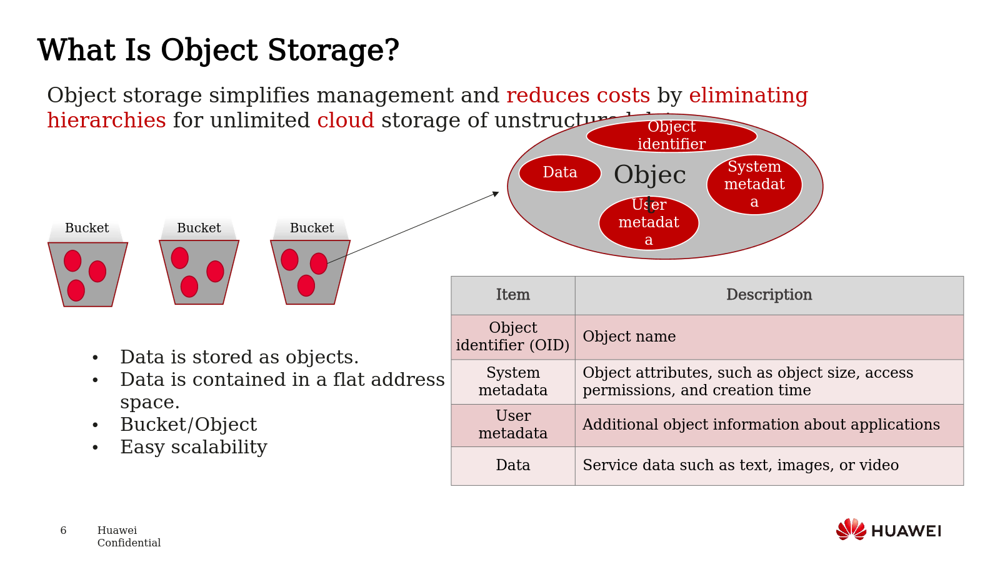 What Is Object Storage?
Object storage simplifies management and reduces costs by eliminating
hierarchies for unlimited cloud storage of
Object
identifier
Data
Objec
t
System
metadat
a
User
metadat
a
Bucket
Bucket
Bucket
Data is stored as objects.
Data is contained in a flat address
space.
Bucket/Object
Easy scalability
Item Description
Object
identifier (OID)
Object name
System
metadata
Object attributes, such as object size, access
permissions, and creation time
User
metadata
Additional object information about applications
Data
Service data such as text, images, or video
6
Huawei
Confidential
HUAWEI